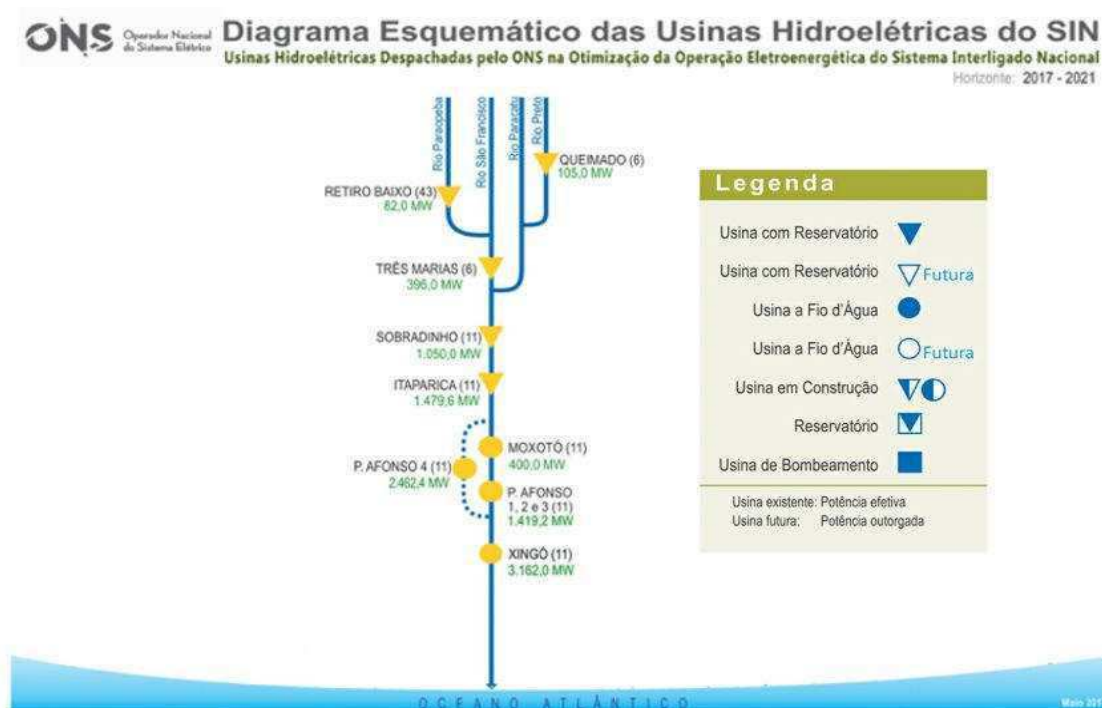 ONS Operador Nacional
do Sistema Elétrico
Diagrama Esquemático das Usinas Hidroelétricas do SIN
Usinas Hidroelétricas Despachadas pelo ONS na Otimização da Operação Eletroenergética do Sistema Interligado Nacional
Horizonte: 2017 - 2021
Rio Paraopeba
Rio São Francisco
Rio Paracatu
Rio Preto
QUEIMADO (6)
105,0 MW
RETIRO BAIXO (43)
82,0 MW
TRÊS MARIAS (6)
396,0 MW
SOBRADINHO (11)
1.050,0 MW
ITAPARICA (11)
1.479,6 MW
MOXOTÓ (11)
400,0 MW
P. AFONSO 4 (11)
2.462,4 MW
P. AFONSO
1, 2 e 3 (11)
1.419,2 MW
XINGÓ (11)
3.162,0 MW
Legenda
Usina com Reservatório
Usina com Reservatório Futura
Usina a Fio d'Água
Usina a Fio d'Água Futura
Usina em Construção
Reservatório
Usina de Bombeamento
Usina existente: Potência efetiva
Usina futura: Potência outorgada
OCEANO ATLÂNTICO
Maio